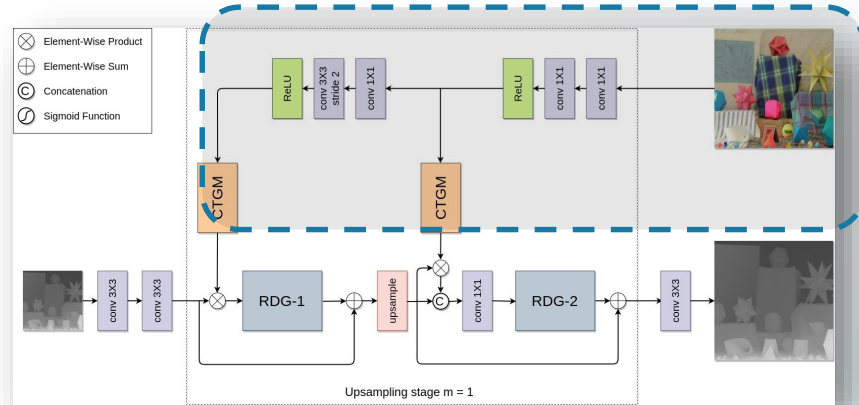 Element-Wise Product
Element-Wise Sum
C Concatenation
Sigmoid Function
ReLU
conv 3X3
stride 2
conv 1X1
ReLU
conv 1X1
conv 1X1
CTGM
CTGM
conv 3X3
conv 3X3
RDG-1
upsample
C
conv 1X1
RDG-2
conv 3X3
Upsampling stage m = 1